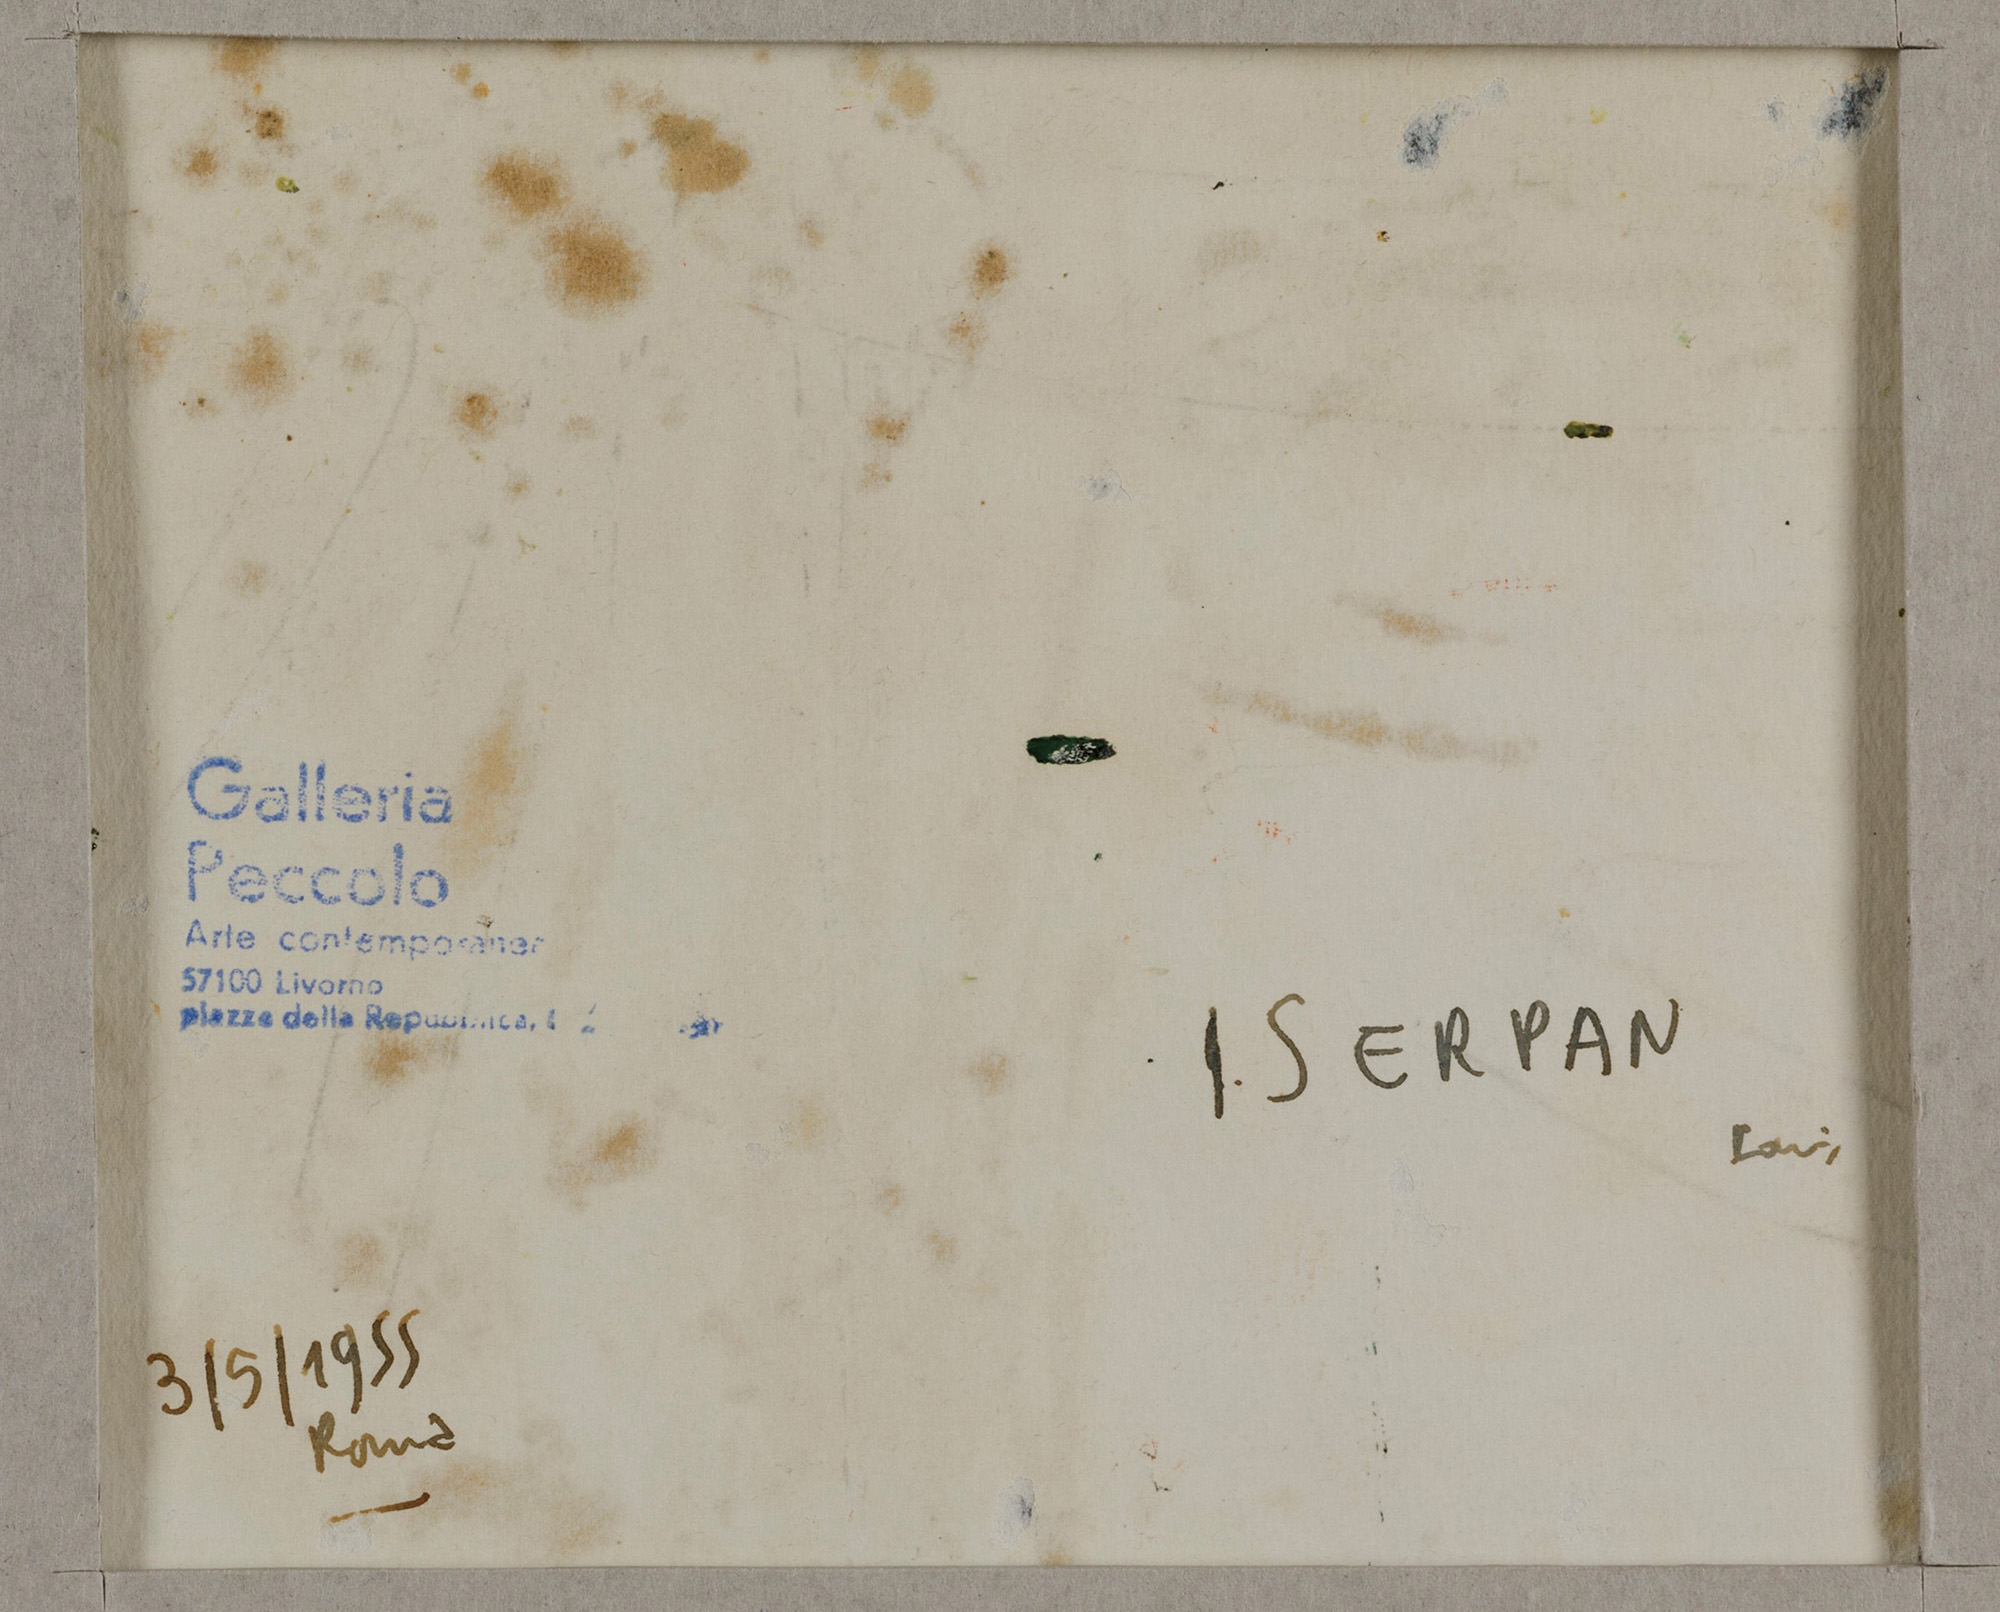 Galleria
Peccolo
Arte contemporanea
57100 Livorno
piazza della Repubblica,
I. SERPAN
3/5/1955
Roma